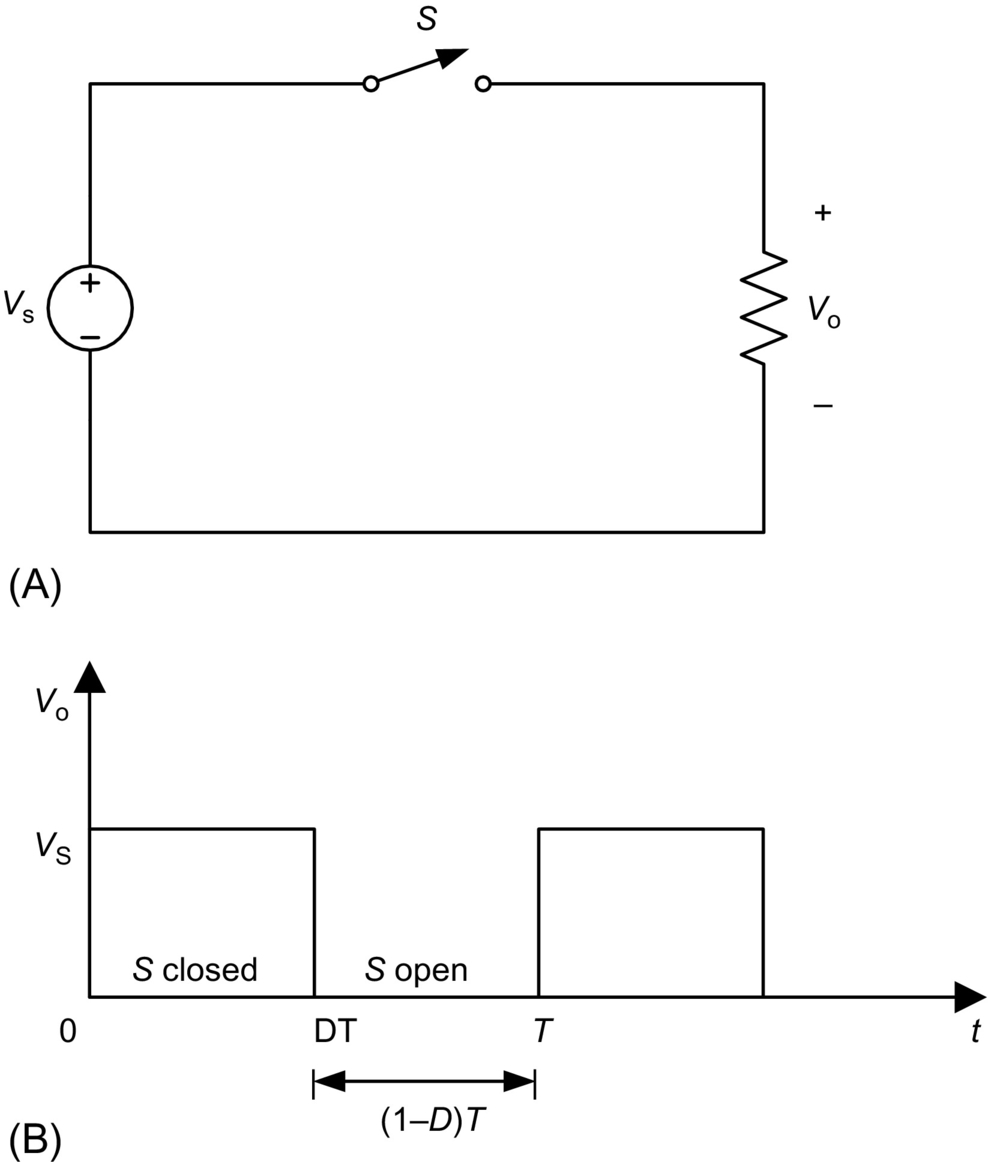 S
+
+
–
Vs
Vo
–
(A)
Vo
VS
S closed
S open
0
DT
T
t
(1–D)T
(B)